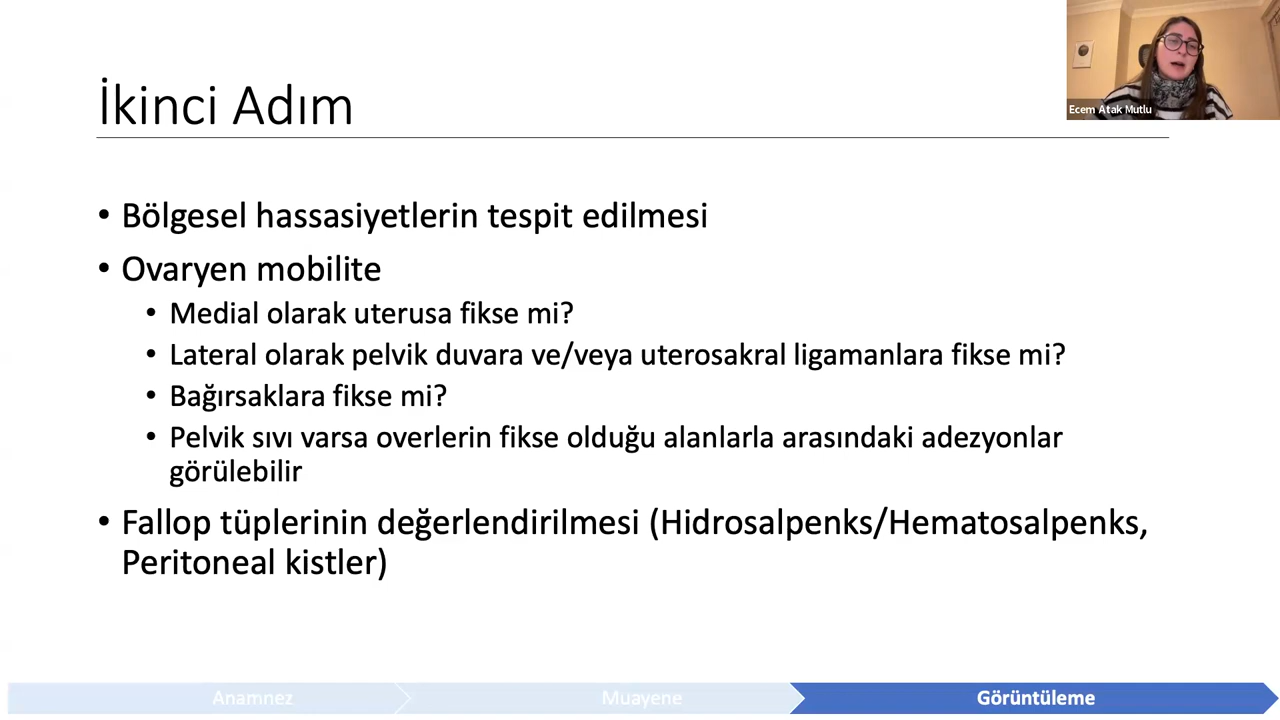 İkinci Adım
Ecem Atak Mutlu
• Bölgesel hassasiyetlerin tespit edilmesi
• Ovaryen mobilite
• Medial olarak uterusa fikse mi?
• Lateral olarak pelvik duvara ve/veya uterosakral ligamanlara fikse mi?
• Bağırsaklara fikse mi?
• Pelvik sıvı varsa overlerin fikse olduğu alanlarla arasındaki adezyonlar
görülebilir
• Fallop tüplerinin değerlendirilmesi (Hidrosalpenks/Hematosalpenks,
Peritoneal kistler)
Anamnez
Muayene
Görüntüleme